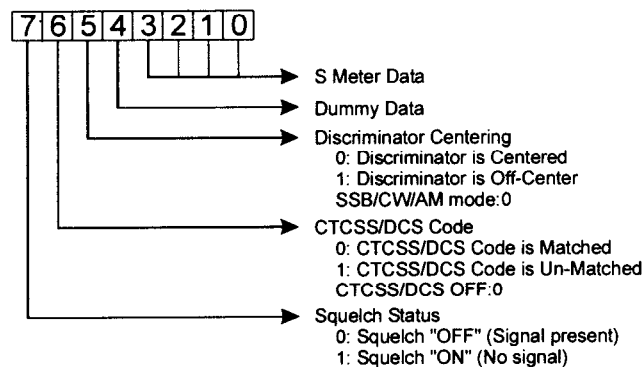 7 6 5 4 3 2 1 0
S Meter Data
Dummy Data
Discriminator Centering
0: Discriminator is Centered
1: Discriminator is Off-Center
SSB/CW/AM mode:0
CTCSS/DCS Code
0: CTCSS/DCS Code is Matched
1: CTCSS/DCS Code is Un-Matched
CTCSS/DCS OFF:0
Squelch Status
0: Squelch "OFF" (Signal present)
1: Squelch "ON" (No signal)